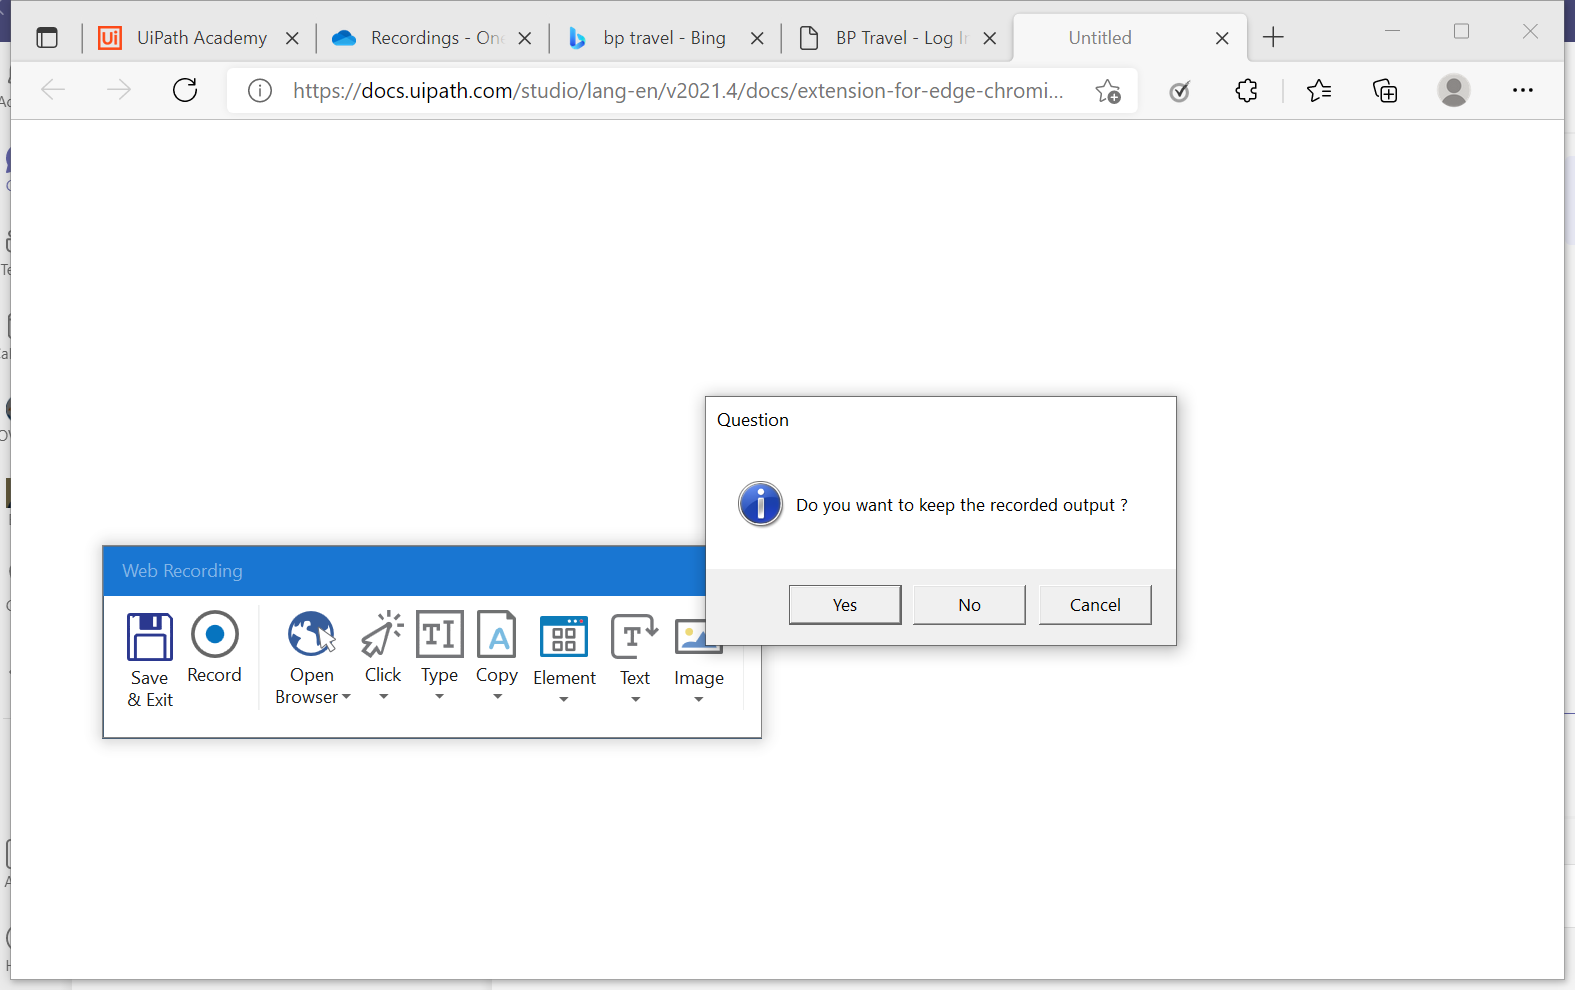 UiPath Academy
Recordings - One
bp travel - Bing
BP Travel - Log In
Untitled
https://docs.uipath.com/studio/lang-en/v2021.4/docs/extension-for-edge-chromi...
Question
Do you want to keep the recorded output ?
Yes No Cancel
Web Recording
Save & Exit
Record
Open Browser
Click
Type
Copy
Element
Text
Image